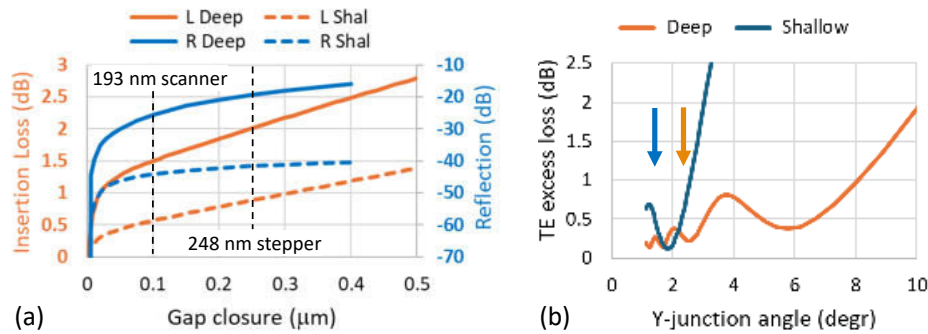 L Deep
L Shal
R Deep
R Shal
Insertion Loss (dB)
3
2.5
2
1.5
1
0.5
0
193 nm scanner
248 nm stepper
-10
-20
-30
-40
-50
-60
-70
Reflection (dB)
0
0.1
0.2
0.3
0.4
0.5
(a)
Gap closure (μm)
Deep
Shallow
TE excess loss (dB)
2.5
2
1.5
1
0.5
0
0
2
4
6
8
10
(b)
Y-junction angle (degr)